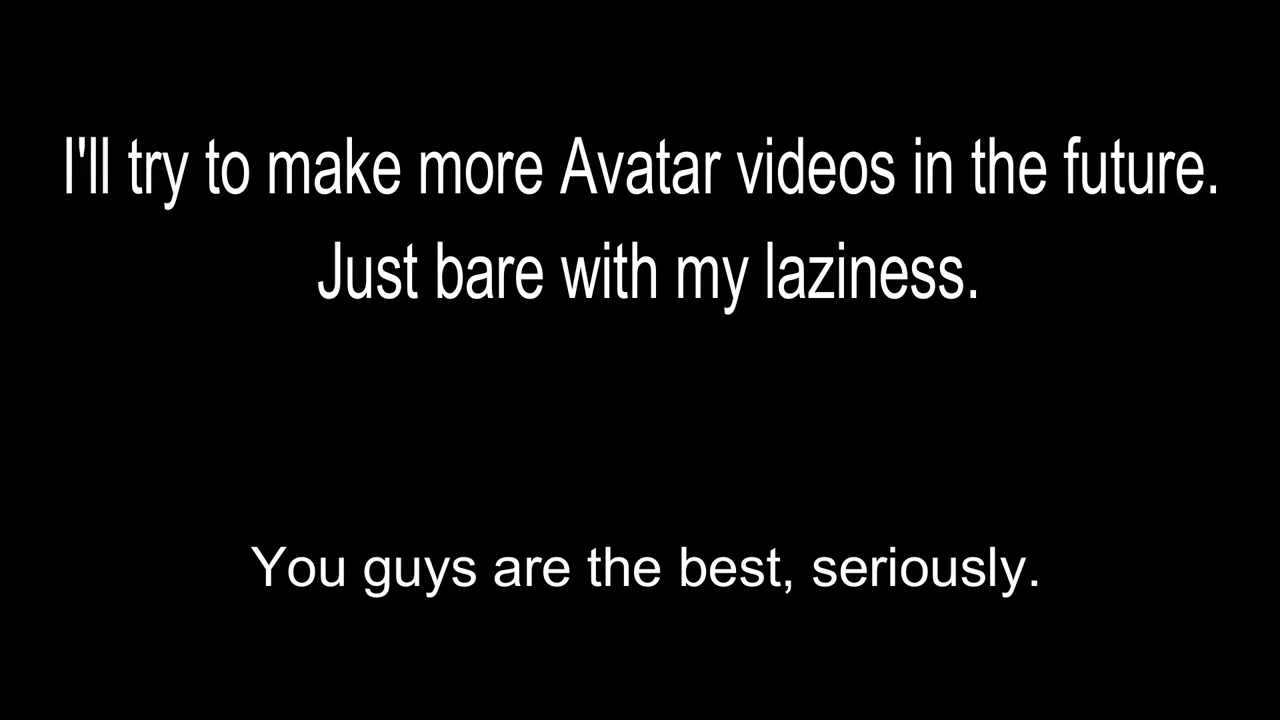 I'll try to make more Avatar videos in the future.
Just bare with my laziness.
You guys are the best, seriously.